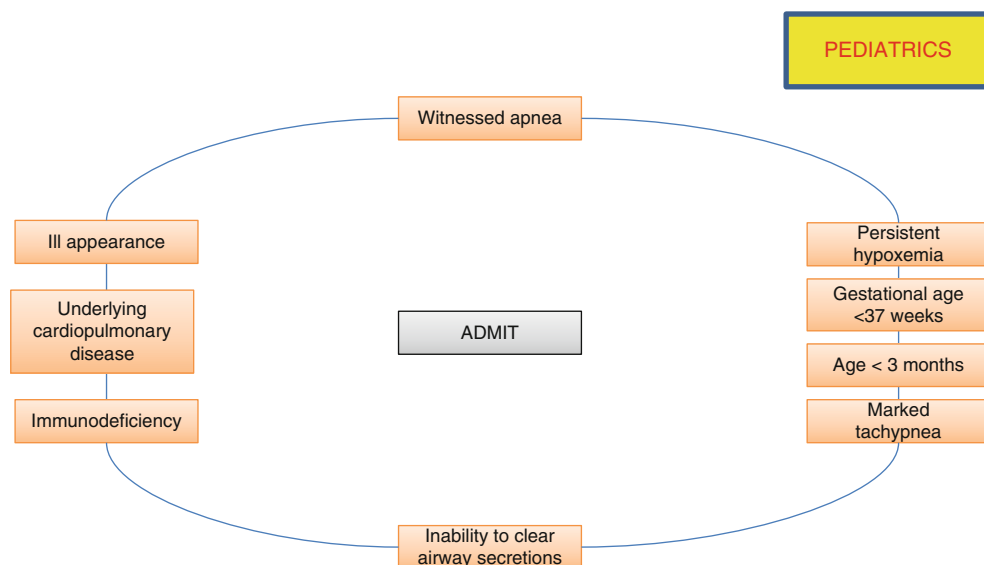 PEDIATRICS
Witnessed apnea
Ill appearance
Persistent
hypoxemia
Underlying
cardiopulmonary
disease
ADMIT
Gestational age
<37 weeks
Age < 3 months
Immunodeficiency
Marked
tachypnea
Inability to clear
airway secretions